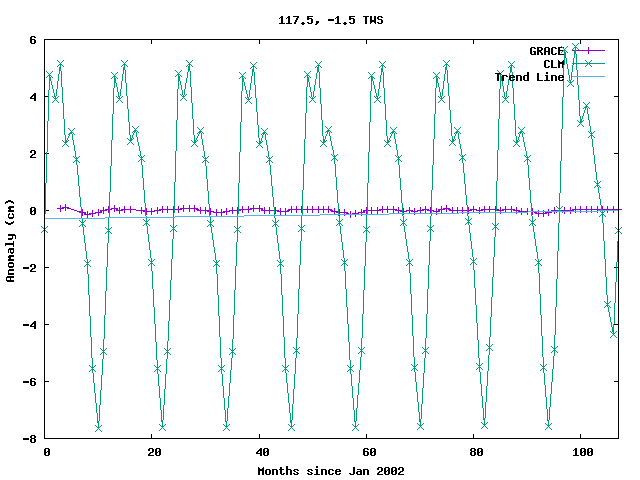 117.5, -1.5 TWS
GRACE
CLM
Trend Line
6
4
2
0
-2
-4
-6
-8
Anomaly (cm)
0 20 40 60 80 100
Months since Jan 2002